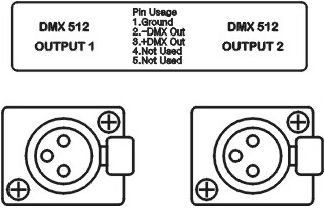 Pin Usage
1.Ground
2.-DMX Out
3.+DMX Out
4.Not Used
5.Not Used
DMX 512
OUTPUT 1
DMX 512
OUTPUT 2